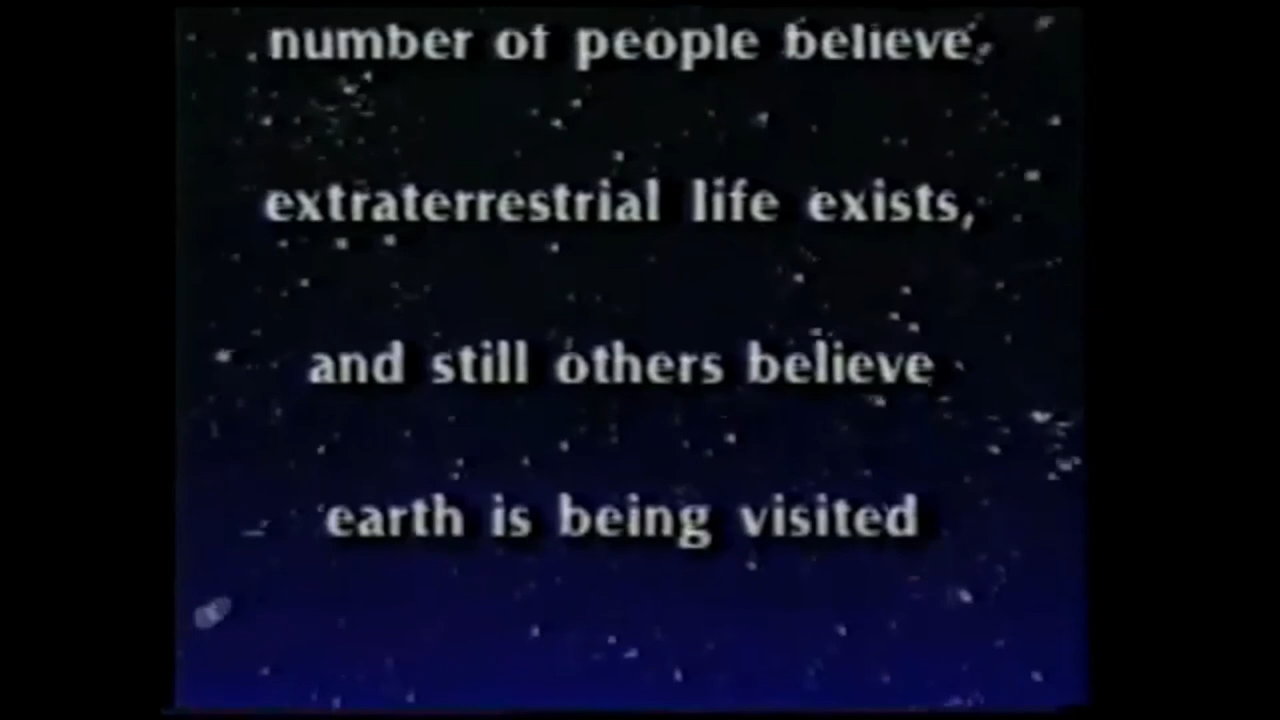 number of people believe
extraterrestrial life exists,
and still others believe
earth is being visited